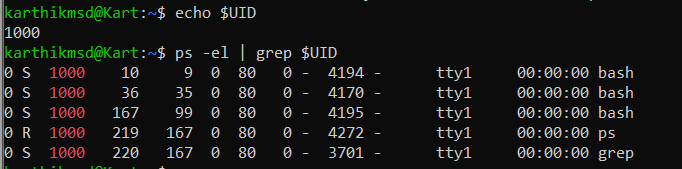 karthikmsd@Kart:~$ echo $UID
1000
karthikmsd@Kart:~$ ps -el | grep $UID
0 S  1000    10     9  0  80   0 -  4194 -      tty1     00:00:00 bash
0 S  1000    36    35  0  80   0 -  4170 -      tty1     00:00:00 bash
0 S  1000   167    99  0  80   0 -  4195 -      tty1     00:00:00 bash
0 R  1000   219   167  0  80   0 -  4272 -      tty1     00:00:00 ps
0 S  1000   220   167  0  80   0 -  3701 -      tty1     00:00:00 grep